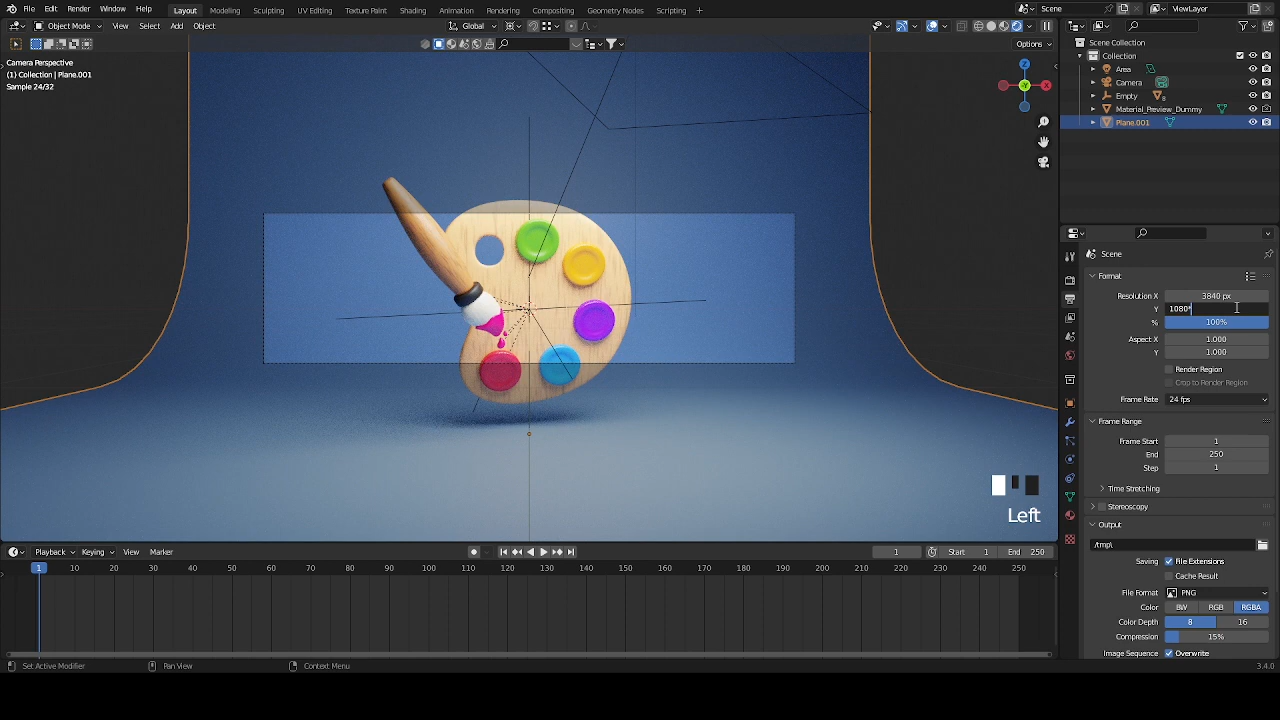 File Edit Render Window Help Layout Modeling Sculpting UV Editing Texture Paint Shading Animation Rendering Compositing Geometry Nodes Scripting + Scene ViewLayer
Object Mode View Select Add Object Global
Options
Camera Perspective
(1) Collection | Plane.001
Sample 24/32
Z
X
-Y
Scene Collection
Collection
Area
Camera
Empty 8
Material_Preview_Dummy
Plane.001
Scene
Format
Resolution X 3840 px
Y 1080*
% 100%
Aspect X 1.000
Y 1.000
Render Region
Crop to Render Region
Frame Rate 24 fps
Frame Range
Frame Start 1
End 250
Step 1
Time Stretching
Stereoscopy
Output
/tmp\
Saving File Extensions
Cache Result
File Format PNG
Color BW RGB RGBA
Color Depth 8 16
Compression 15%
Image Sequence Overwrite
Left
Playback Keying View Marker 1 Start 1 End 250
1 10 20 30 40 50 60 70 80 90 100 110 120 130 140 150 160 170 180 190 200 210 220 230 240 250
Set Active Modifier Pan View Context Menu 3.4.0